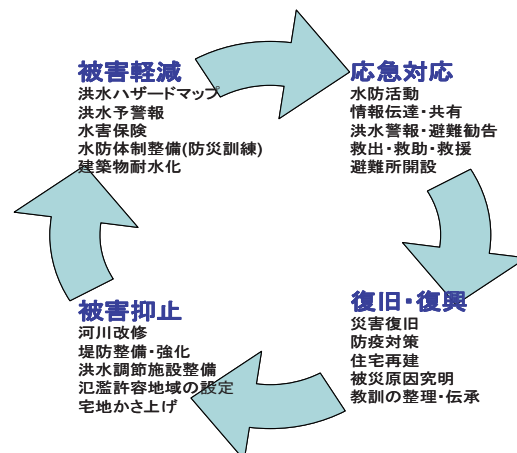 被害軽減
洪水ハザードマップ
洪水予警報
水害保険
水防体制整備(防災訓練)
建築物耐水化
応急対応
水防活動
情報伝達・共有
洪水警報・避難勧告
救出・救助・救援
避難所開設
被害抑止
河川改修
堤防整備・強化
洪水調節施設整備
氾濫許容地域の設定
宅地かさ上げ
復旧・復興
災害復旧
防疫対策
住宅再建
被災原因究明
教訓の整理・伝承